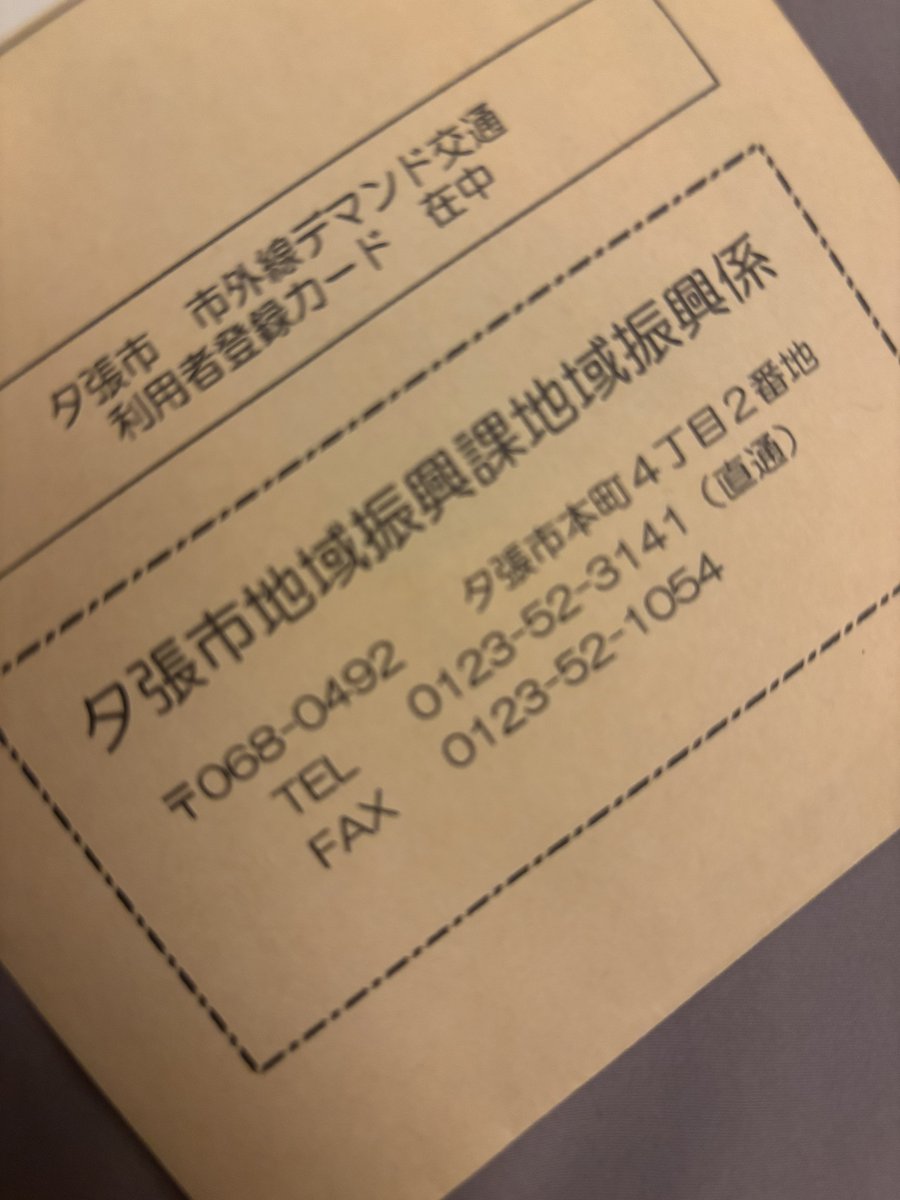 夕張市　市外線デマンド交通
利用者登録カード　在中
夕張市地域振興課地域振興係
〒068-0492　夕張市本町４丁目２番地
TEL　0123-52-3141（直通）
FAX　0123-52-1054